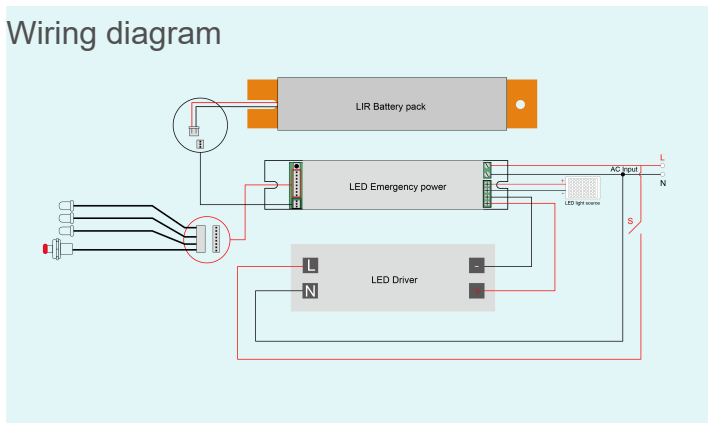 Wiring diagram
LIR Battery pack
L
AC Input
N
LED Emergency power
+
-
LED light source
S
L
-
LED Driver
N